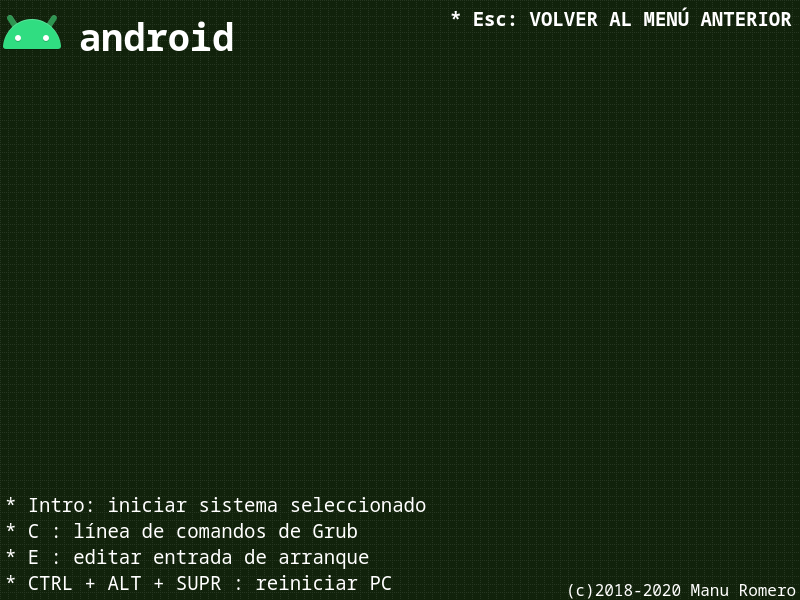 android
* Esc: VOLVER AL MENÚ ANTERIOR
* Intro: iniciar sistema seleccionado
* C : línea de comandos de Grub
* E : editar entrada de arranque
* CTRL + ALT + SUPR : reiniciar PC
(c)2018-2020 Manu Romero